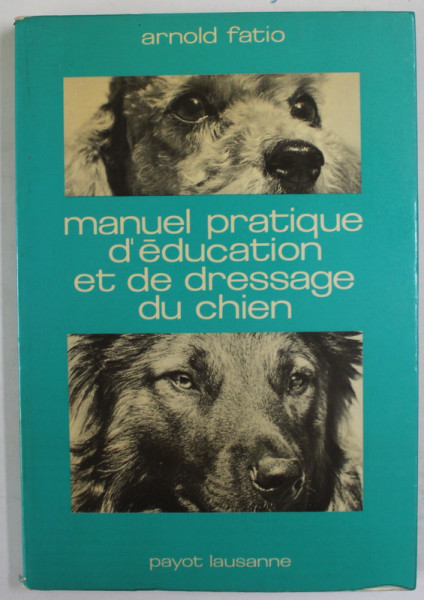 arnold fatio
manuel pratique
d'éducation
et de dressage
du chien
payot lausanne